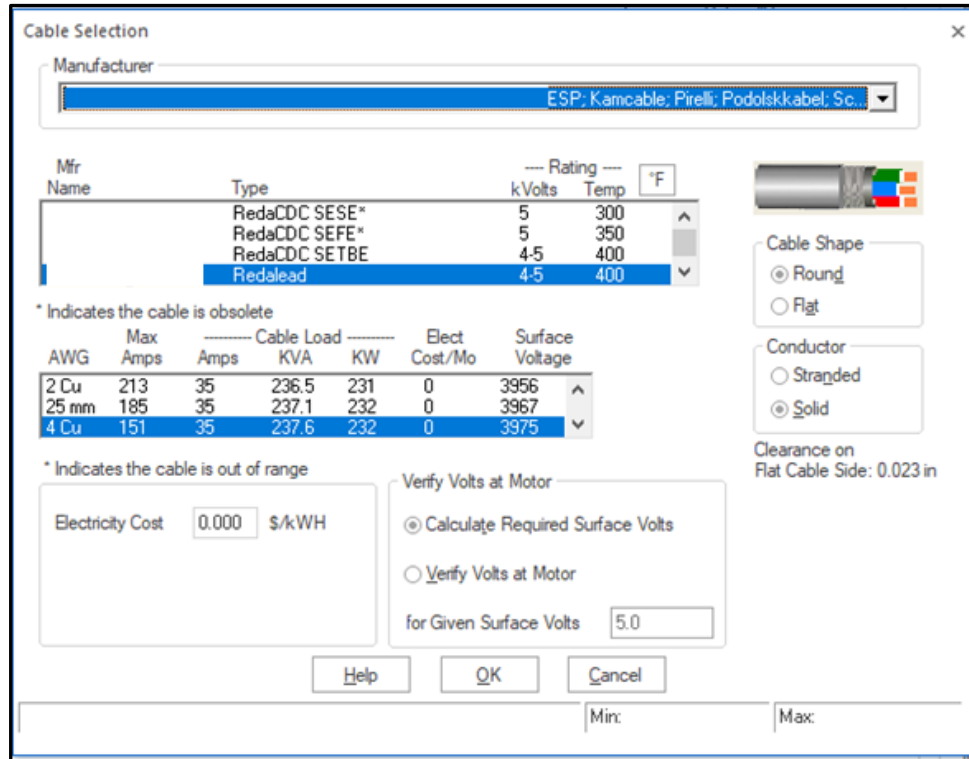 Cable Selection
Manufacturer
ESP; Kamcable; Pirelli; Podolskkabel; Sc...
Mfr ---- Rating ----
Name Type kVolts Temp °F
RedaCDC SESE* 5 300
RedaCDC SEFE* 5 350
RedaCDC SETBE 4-5 400
Redalead 4-5 400
* Indicates the cable is obsolete
Max ---------- Cable Load ---------- Elect Surface
AWG Amps Amps KVA KW Cost/Mo Voltage
2 Cu 213 35 236.5 231 0 3956
25 mm 185 35 237.1 232 0 3967
4 Cu 151 35 237.6 232 0 3975
* Indicates the cable is out of range
Electricity Cost 0.000 $/kWH
Verify Volts at Motor
Calculate Required Surface Volts
Verify Volts at Motor
for Given Surface Volts 5.0
Cable Shape
Round
Flat
Conductor
Stranded
Solid
Clearance on
Flat Cable Side: 0.023 in
Help OK Cancel
Min: Max: